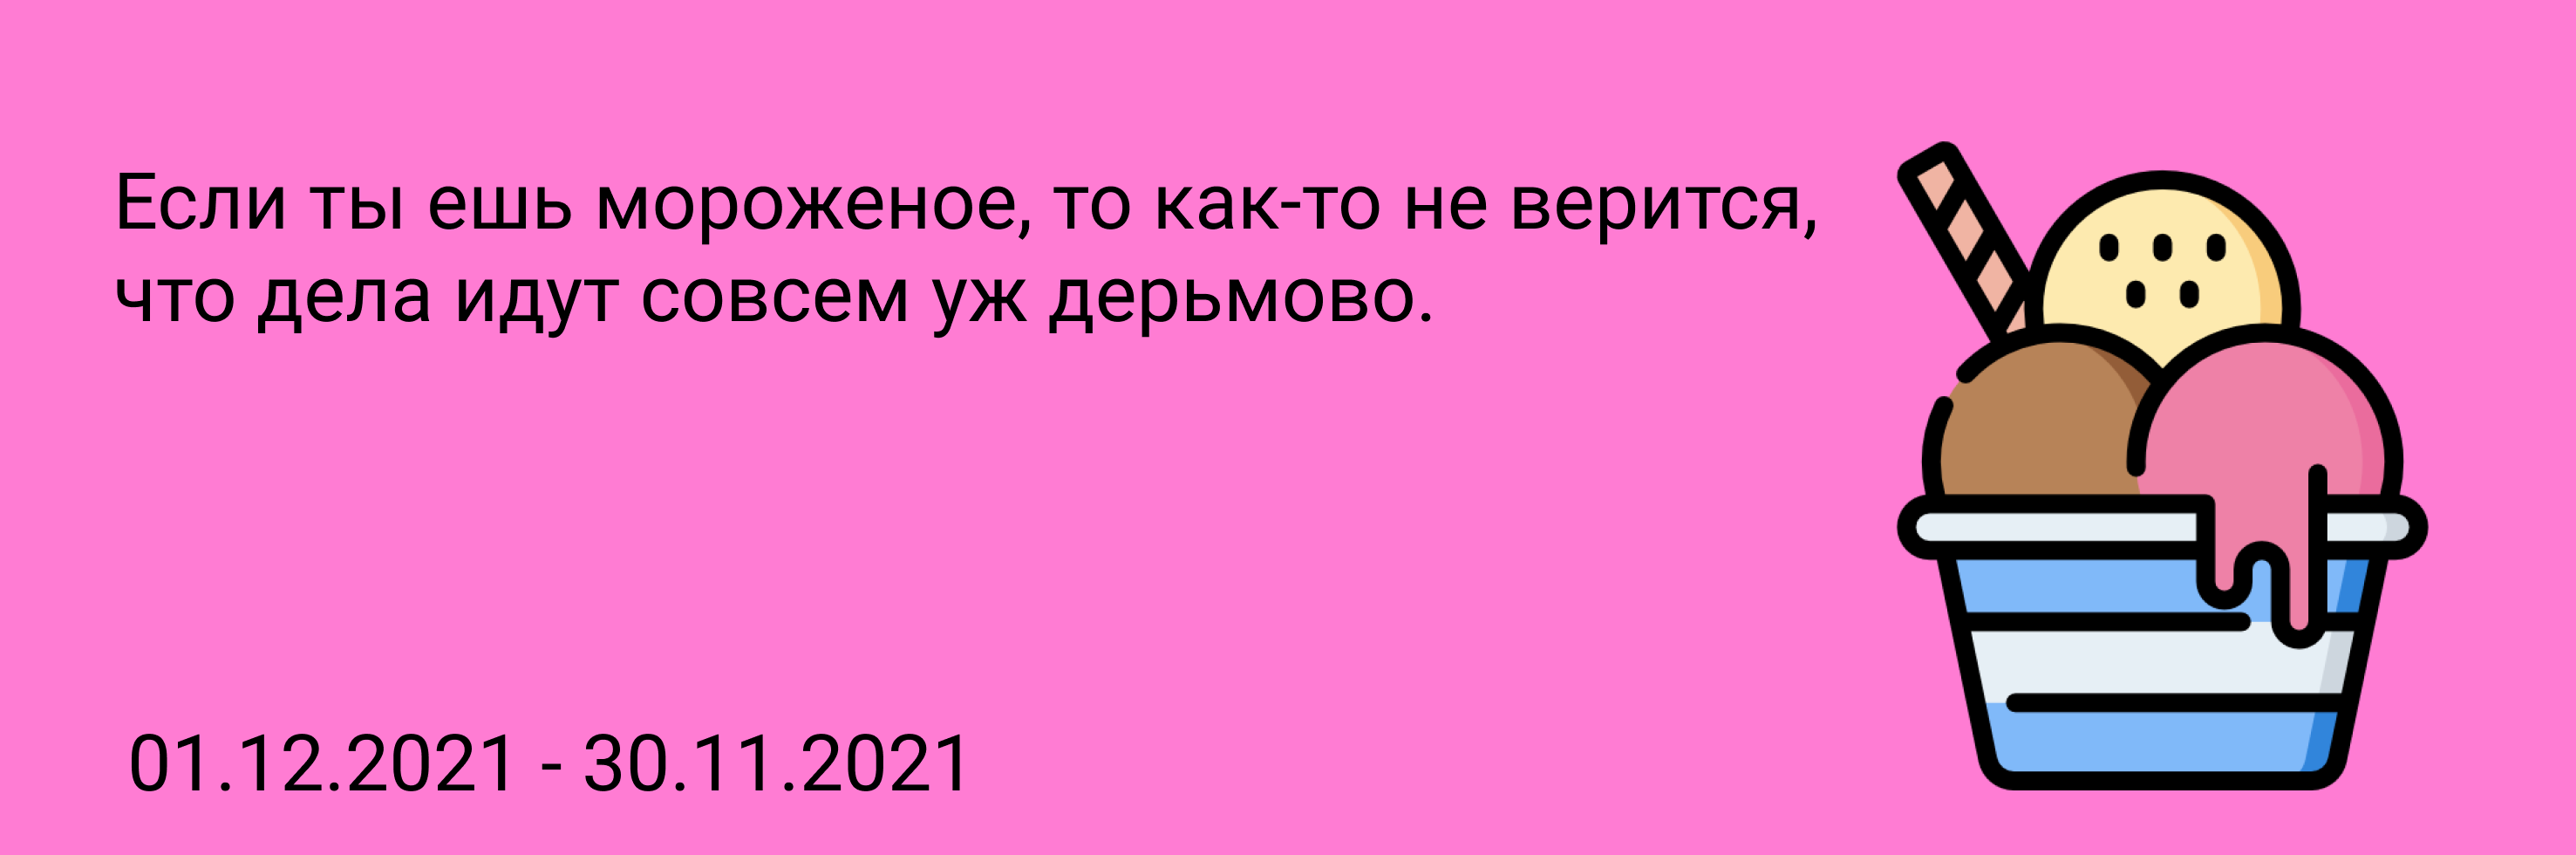 Если ты ешь мороженое, то как-то не верится,
что дела идут совсем уж дерьмово.
01.12.2021 - 30.11.2021